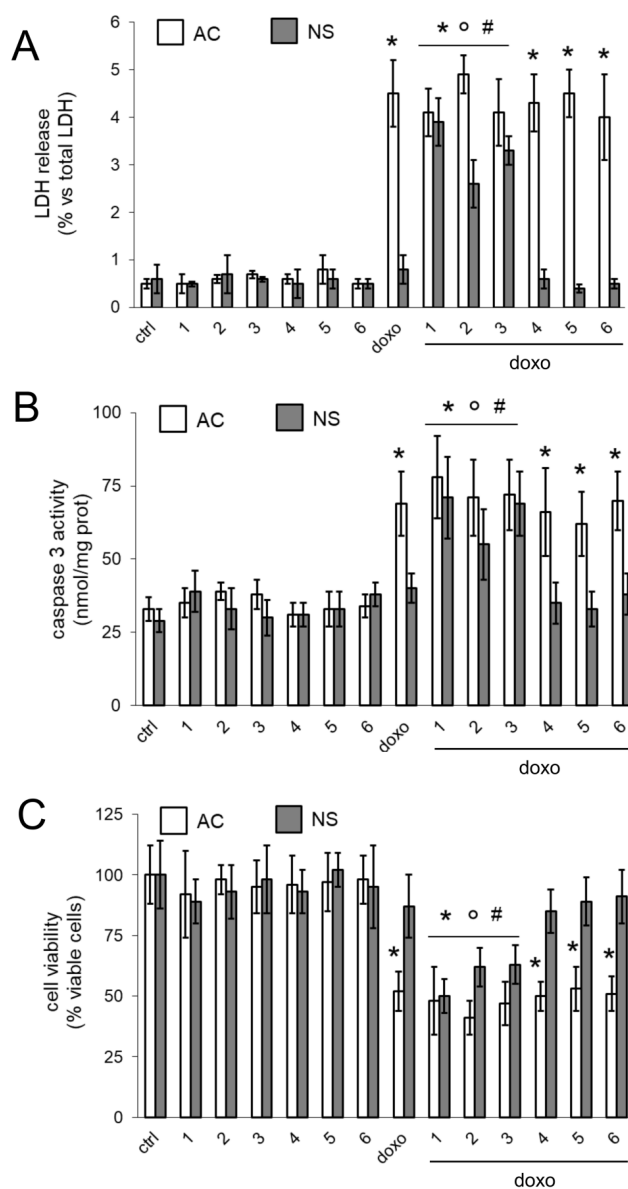 A
AC
NS
* ° #
*
*
*
*
LDH release
(% vs total LDH)
6
5
4
3
2
1
0
ctrl
1
2
3
4
5
6
doxo
1
2
3
4
5
6
doxo
B
AC
NS
* ° #
*
*
*
*
caspase 3 activity
(nmol/mg prot)
100
75
50
25
0
ctrl
1
2
3
4
5
6
doxo
1
2
3
4
5
6
doxo
C
AC
NS
* ° #
*
*
*
*
cell viability
(% viable cells)
125
100
75
50
25
0
ctrl
1
2
3
4
5
6
doxo
1
2
3
4
5
6
doxo